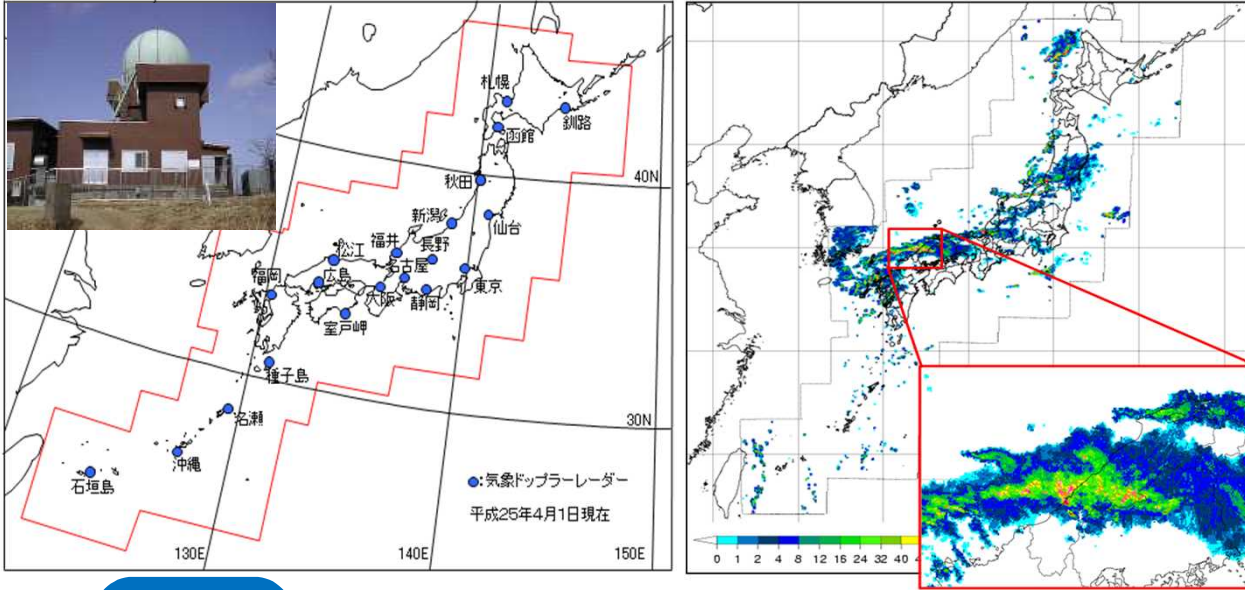 札幌
釧路
函館
40N
秋田
新潟
仙台
福井
長野
松江
名古屋
福岡
広島
東京
大阪
静岡
室戸岬
種子島
30N
名瀬
沖縄
石垣島
●:気象ドップラーレーダー
平成25年4月1日現在
130E
140E
150E
0 1 2 4 8 12 16 24 32 40